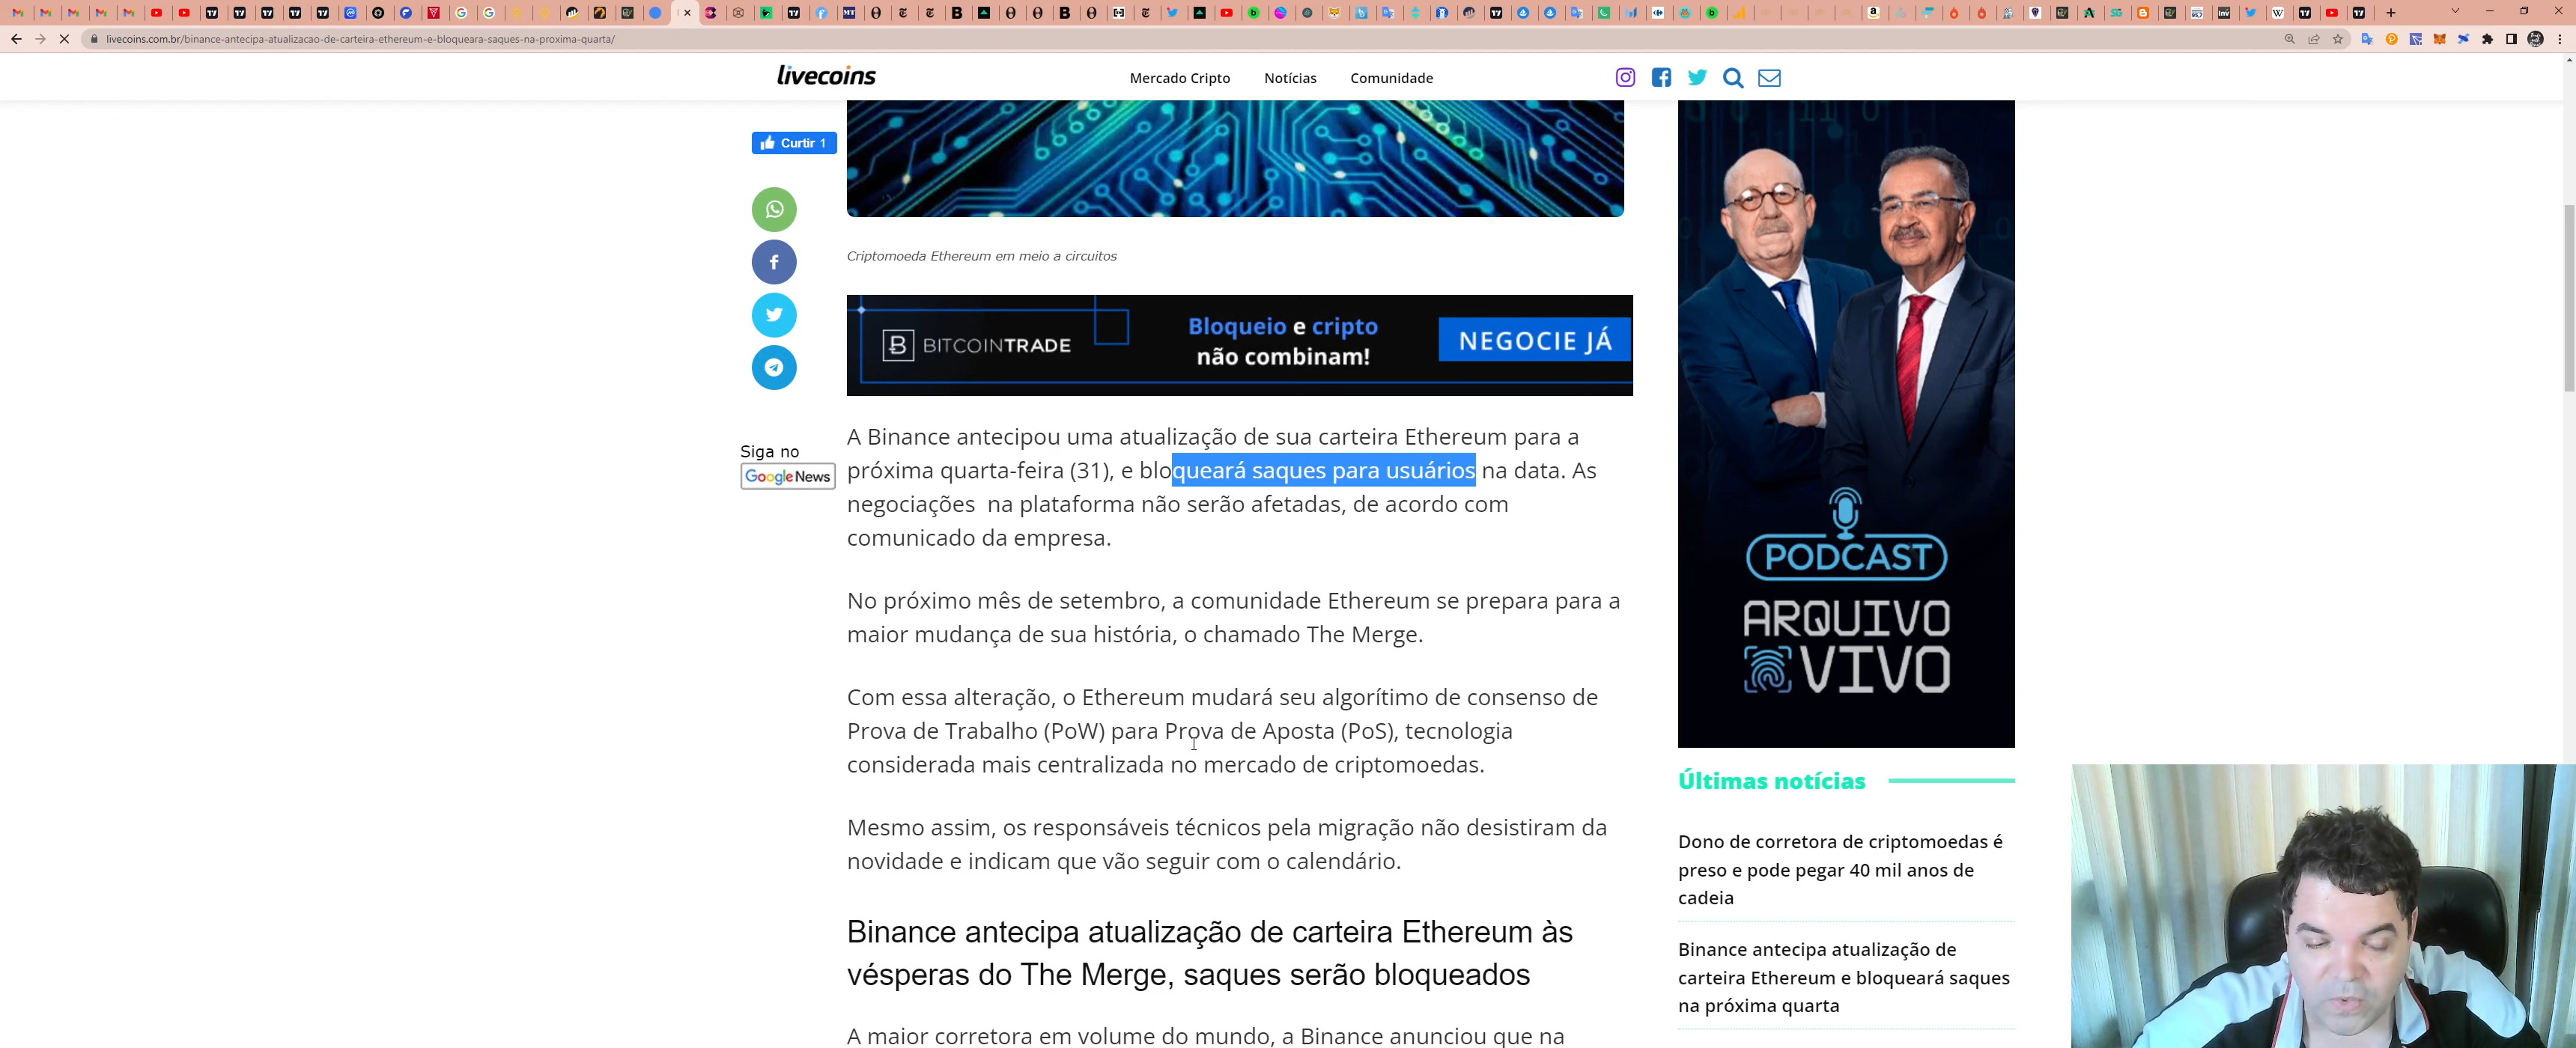 livecoins.com.br/binance-antecipa-atualizacao-de-carteira-ethereum-e-bloqueara-saques-na-proxima-quarta/
livecoins
Mercado Cripto
Notícias
Comunidade
Curtir 1
Criptomoeda Ethereum em meio a circuitos
BITCOINTRADE
Bloqueio e cripto
não combinam!
NEGOCIE JÁ
Siga no
Google News
A Binance antecipou uma atualização de sua carteira Ethereum para a
próxima quarta-feira (31), e bloqueará saques para usuários na data. As
negociações na plataforma não serão afetadas, de acordo com
comunicado da empresa.
No próximo mês de setembro, a comunidade Ethereum se prepara para a
maior mudança de sua história, o chamado The Merge.
Com essa alteração, o Ethereum mudará seu algorítimo de consenso de
Prova de Trabalho (PoW) para Prova de Aposta (PoS), tecnologia
considerada mais centralizada no mercado de criptomoedas.
Mesmo assim, os responsáveis técnicos pela migração não desistiram da
novidade e indicam que vão seguir com o calendário.
Binance antecipa atualização de carteira Ethereum às
vésperas do The Merge, saques serão bloqueados
A maior corretora em volume do mundo, a Binance anunciou que na
PODCAST
ARQUIVO
VIVO
Últimas notícias
Dono de corretora de criptomoedas é
preso e pode pegar 40 mil anos de
cadeia
Binance antecipa atualização de
carteira Ethereum e bloqueará saques
na próxima quarta